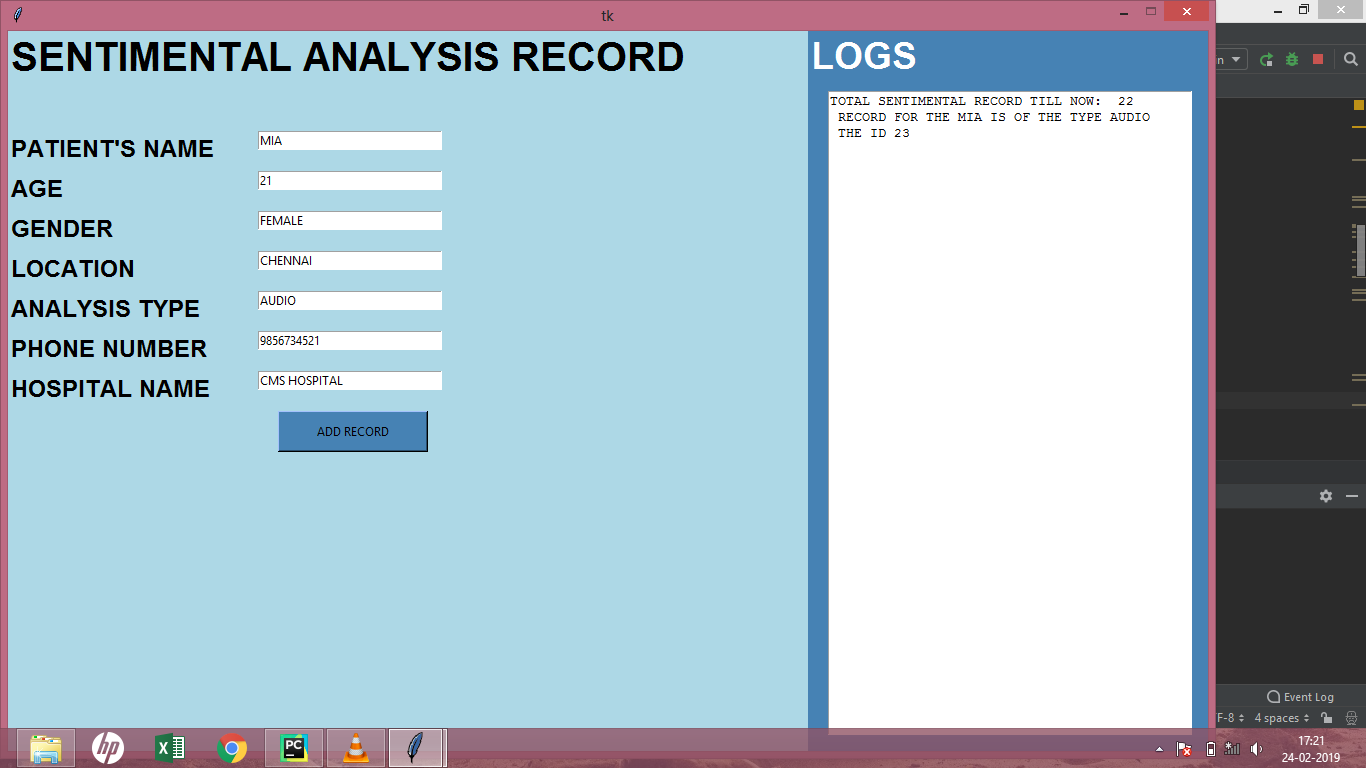 tk
SENTIMENTAL ANALYSIS RECORD
PATIENT'S NAME MIA
AGE 21
GENDER FEMALE
LOCATION CHENNAI
ANALYSIS TYPE AUDIO
PHONE NUMBER 9856734521
HOSPITAL NAME CMS HOSPITAL
ADD RECORD
LOGS
TOTAL SENTIMENTAL RECORD TILL NOW: 22
RECORD FOR THE MIA IS OF THE TYPE AUDIO
THE ID 23
n
Event Log
F-8 4 spaces
hp
PC
17:21
24-02-2019